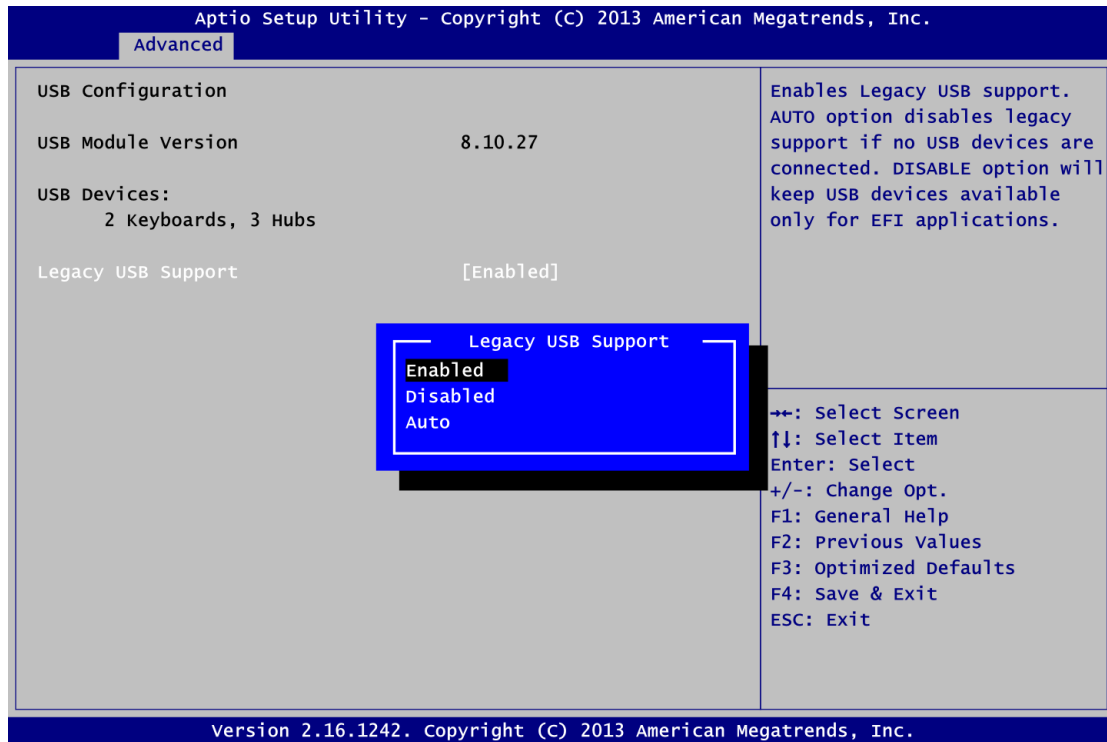 Aptio Setup Utility - Copyright (C) 2013 American Megatrends, Inc.
Advanced
USB Configuration
USB Module Version 8.10.27
USB Devices:
2 Keyboards, 3 Hubs
Legacy USB Support [Enabled]
Legacy USB Support
Enabled
Disabled
Auto
Enables Legacy USB support.
AUTO option disables legacy
support if no USB devices are
connected. DISABLE option will
keep USB devices available
only for EFI applications.
→←: Select Screen
↑↓: Select Item
Enter: Select
+/-: Change Opt.
F1: General Help
F2: Previous Values
F3: Optimized Defaults
F4: Save & Exit
ESC: Exit
Version 2.16.1242. Copyright (C) 2013 American Megatrends, Inc.